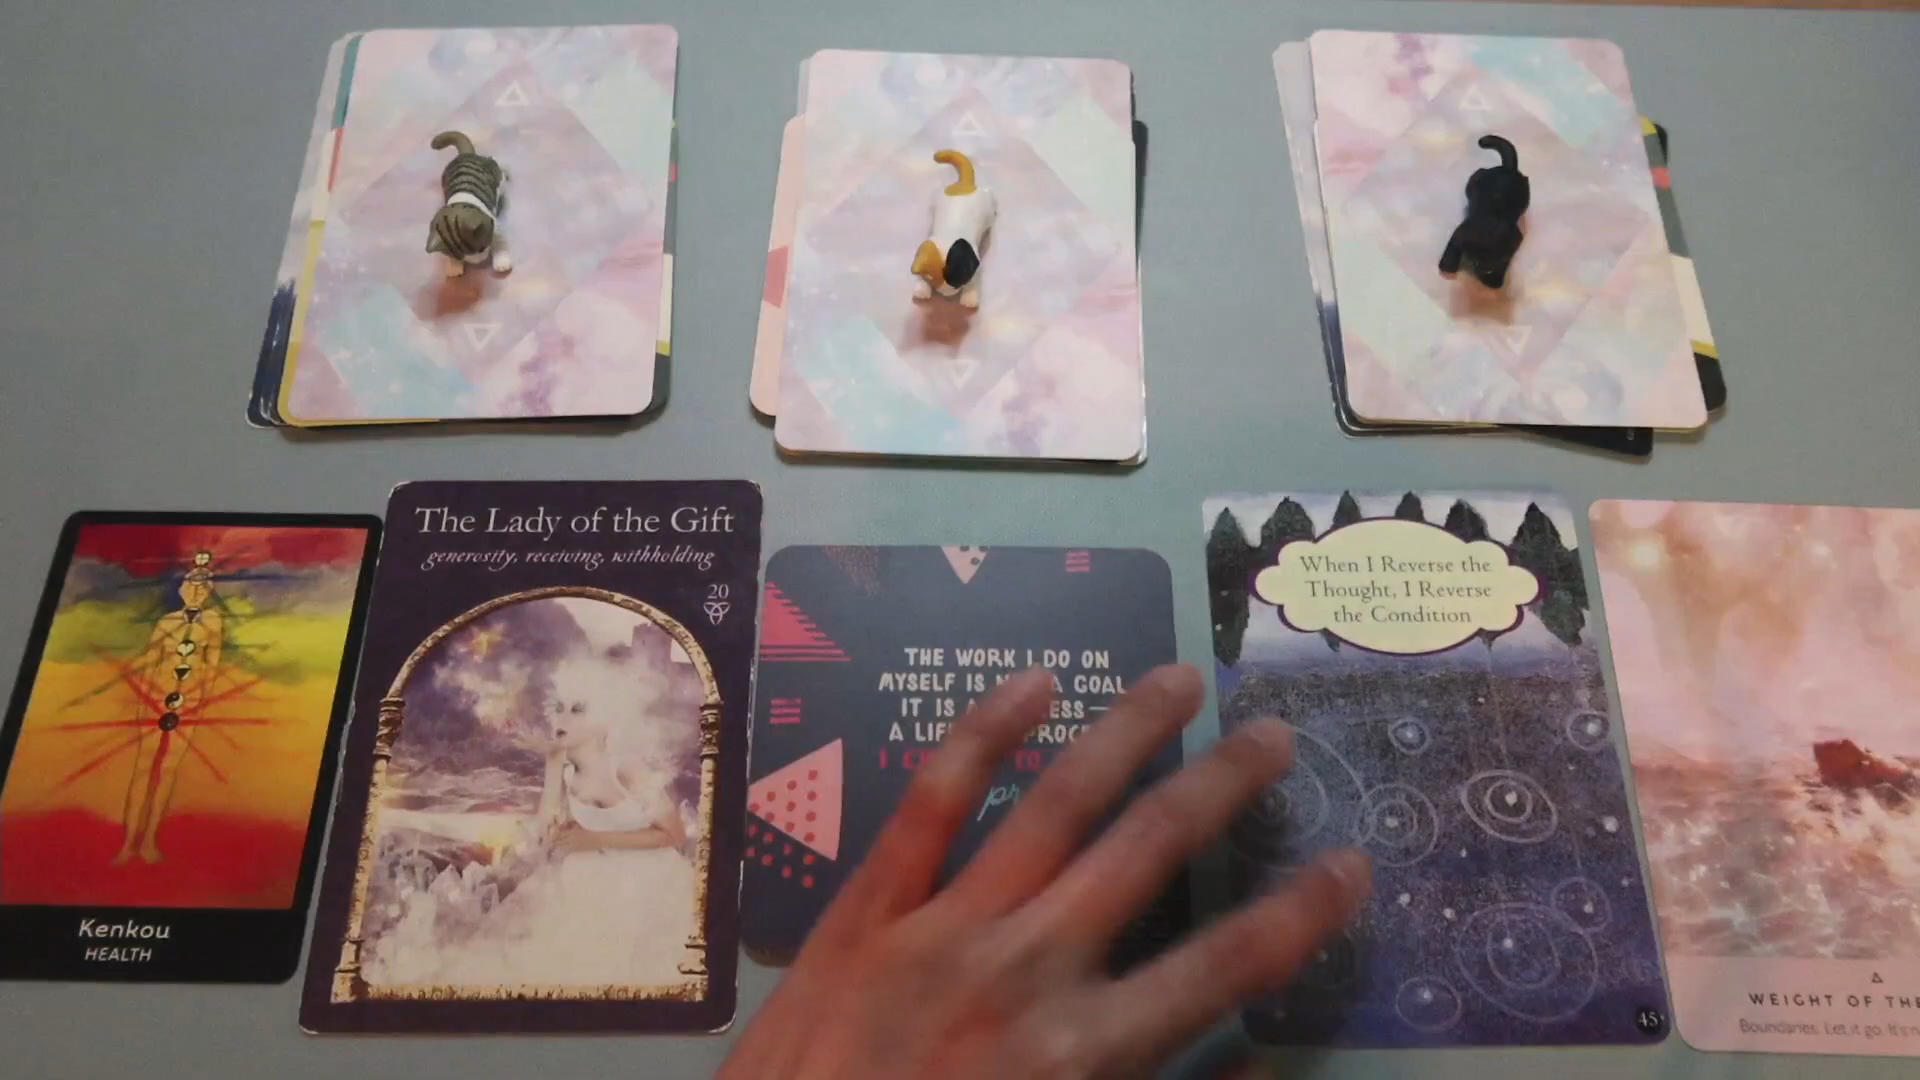 Kenkou
HEALTH
The Lady of the Gift
generosity, receiving, withholding
20
THE WORK I DO ON
MYSELF IS A GOAL
IT IS A
A
I TO
When I Reverse the
Thought, I Reverse
the Condition
45
WEIGHT OF THE
Boundaries. Let it go.